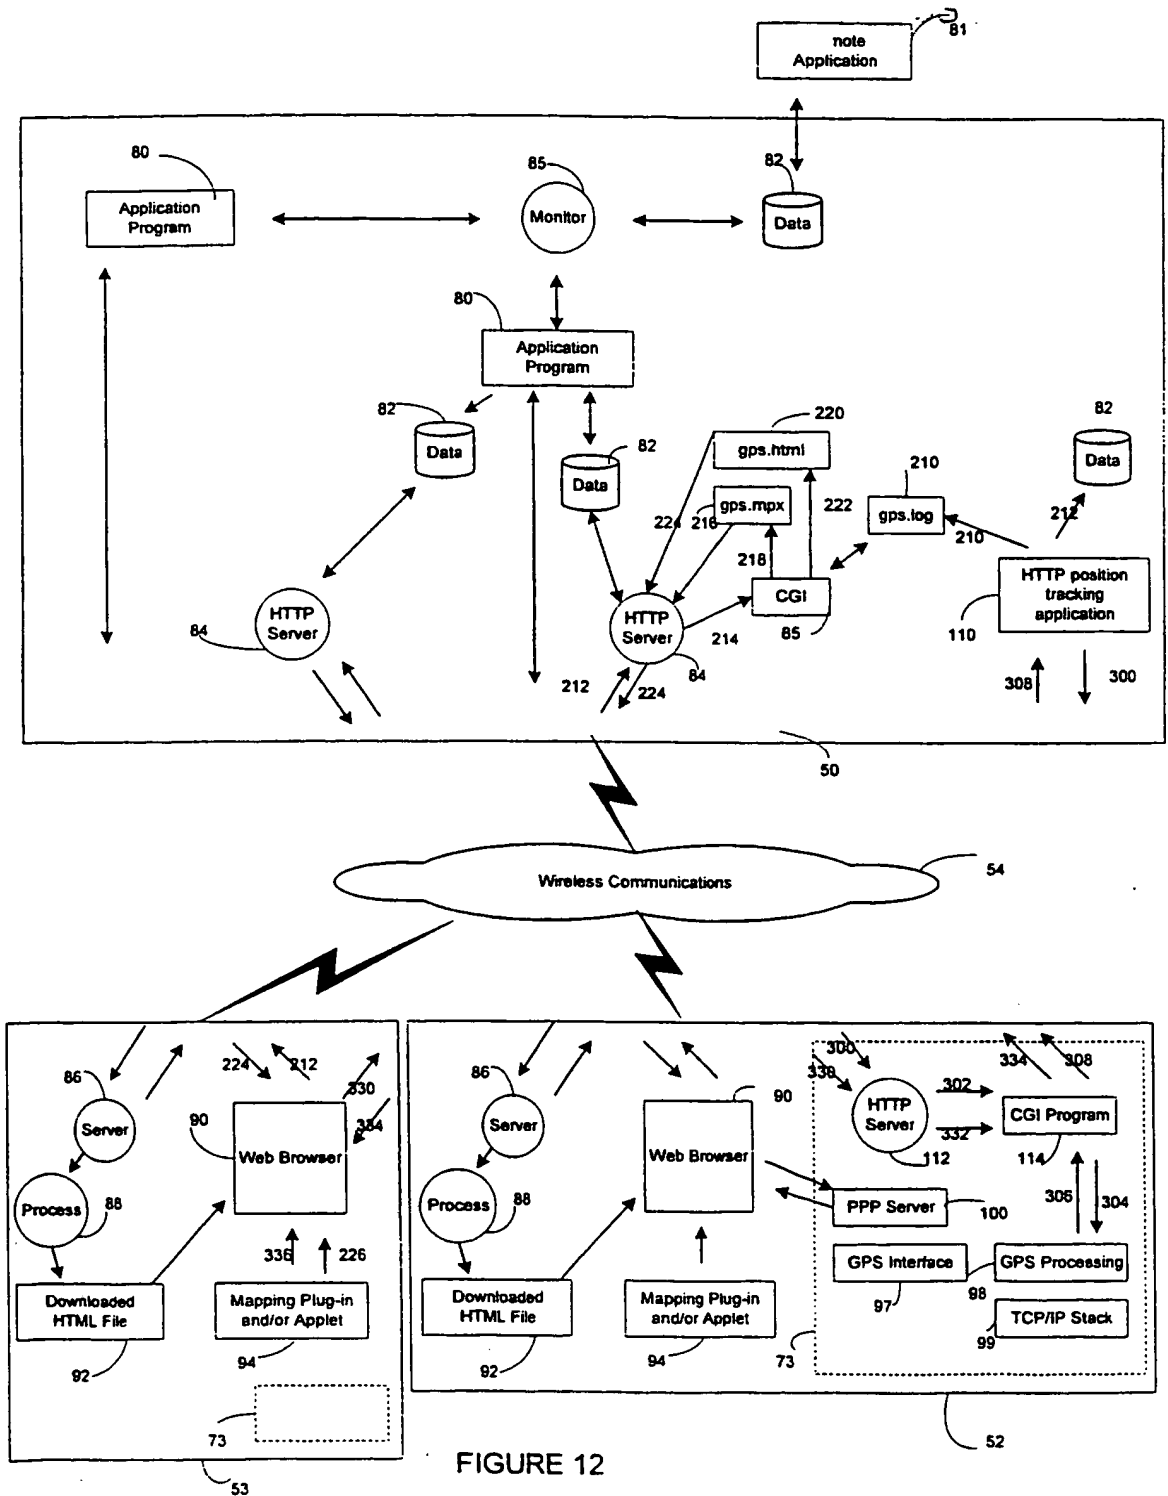 81
note
Application
80
Application
Program
85
Monitor
82
Data
80
Application
Program
82
Data
82
Data
220
gps.html
224
216
gps.mpx
222
218
210
gps.log
210
82
Data
212
HTTP position
tracking
application
110
HTTP
Server
84
HTTP
Server
84
214
CGI
85
212
224
308
300
50
Wireless Communications
54
86
Server
224
212
330
334
90
Web Browser
Process
88
336
226
Downloaded
HTML File
92
Mapping Plug-in
and/or Applet
94
73
53
86
Server
90
Web Browser
Process
88
Downloaded
HTML File
92
Mapping Plug-in
and/or Applet
94
300
330
HTTP
Server
112
302
332
334
308
CGI Program
114
306
304
PPP Server
100
GPS Interface
97
GPS Processing
98
TCP/IP Stack
99
73
52
FIGURE 12